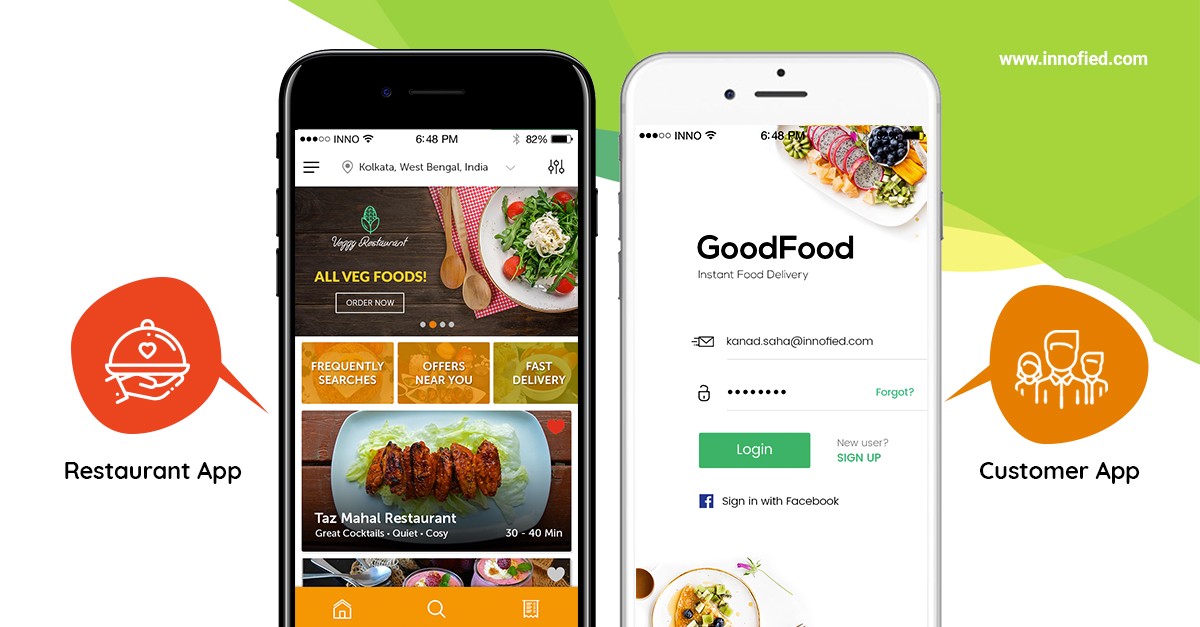 www.innofied.com
INNO
6:48 PM
82%
Kolkata, West Bengal, India
Veggy Restaurant
ALL VEG FOODS!
ORDER NOW
FREQUENTLY
SEARCHES
OFFERS
NEAR YOU
FAST
DELIVERY
Taz Mahal Restaurant
Great Cocktails • Quiet • Cosy
30 - 40 Min
Restaurant App
INNO
6:48 PM
GoodFood
Instant Food Delivery
kanad.saha@innofied.com
••••••••
Forgot?
Login
New user?
SIGN UP
Sign in with Facebook
Customer App